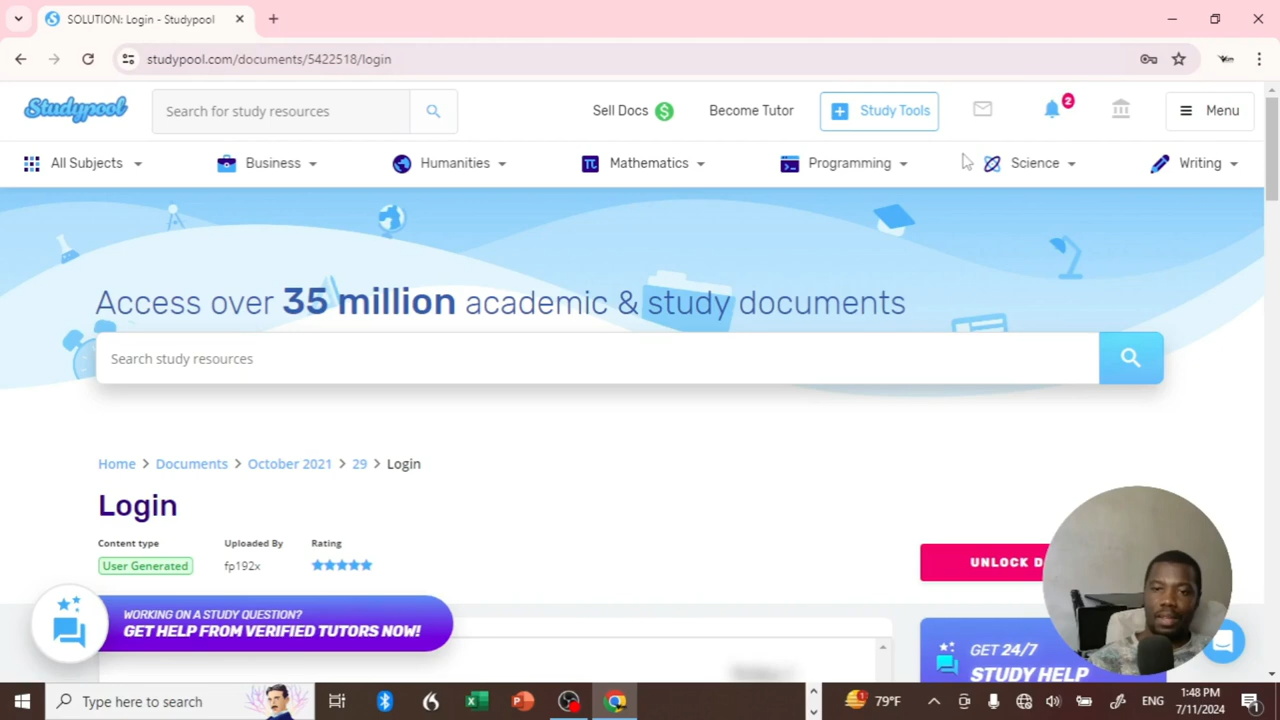 SOLUTION: Login - Studypool
studypool.com/documents/5422518/login
Studypool
Search for study resources
Sell Docs $
Become Tutor
Study Tools
2
Menu
All Subjects
Business
Humanities
Mathematics
Programming
Science
Writing
Access over 35 million academic & study documents
Search study resources
Home > Documents > October 2021 > 29 > Login
Login
Content type
Uploaded By
Rating
User Generated
fp192x
UNLOCK D
WORKING ON A STUDY QUESTION?
GET HELP FROM VERIFIED TUTORS NOW!
GET 24/7
STUDY HELP
Type here to search
79°F
ENG
1:48 PM
7/11/2024